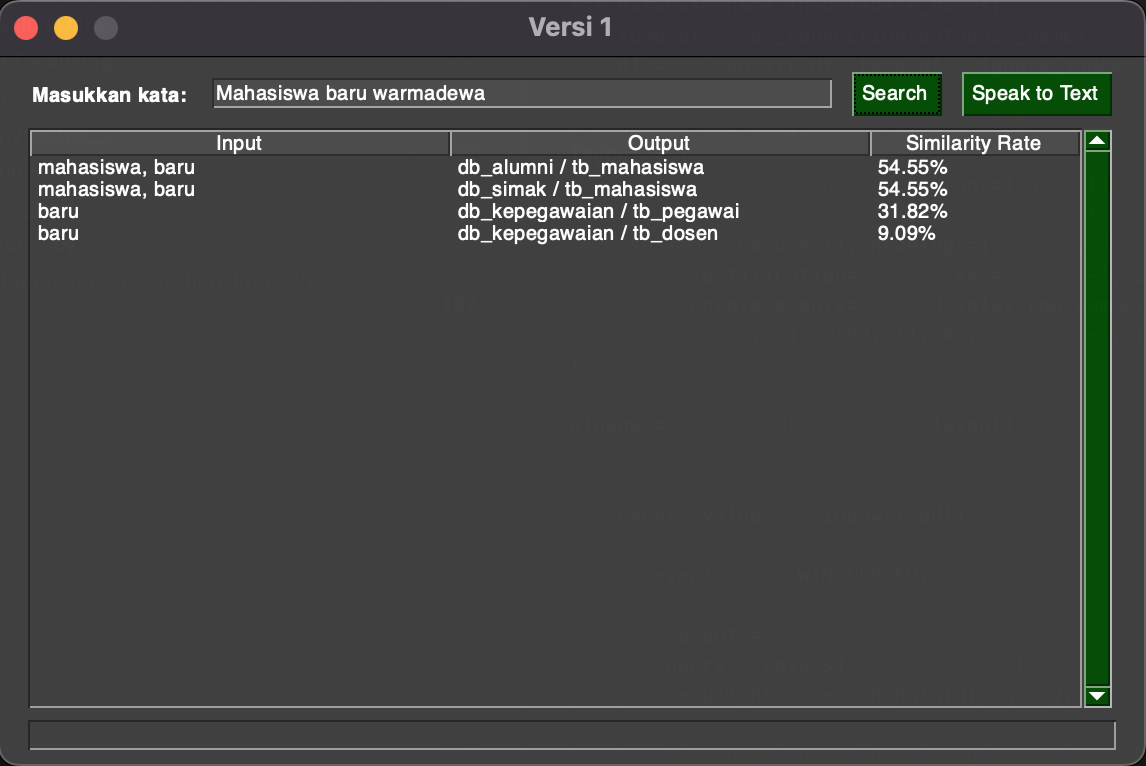 Versi 1
Masukkan kata: Mahasiswa baru warmadewa Search Speak to Text
Input Output Similarity Rate
mahasiswa, baru db_alumni / tb_mahasiswa 54.55%
mahasiswa, baru db_simak / tb_mahasiswa 54.55%
baru db_kepegawaian / tb_pegawai 31.82%
baru db_kepegawaian / tb_dosen 9.09%